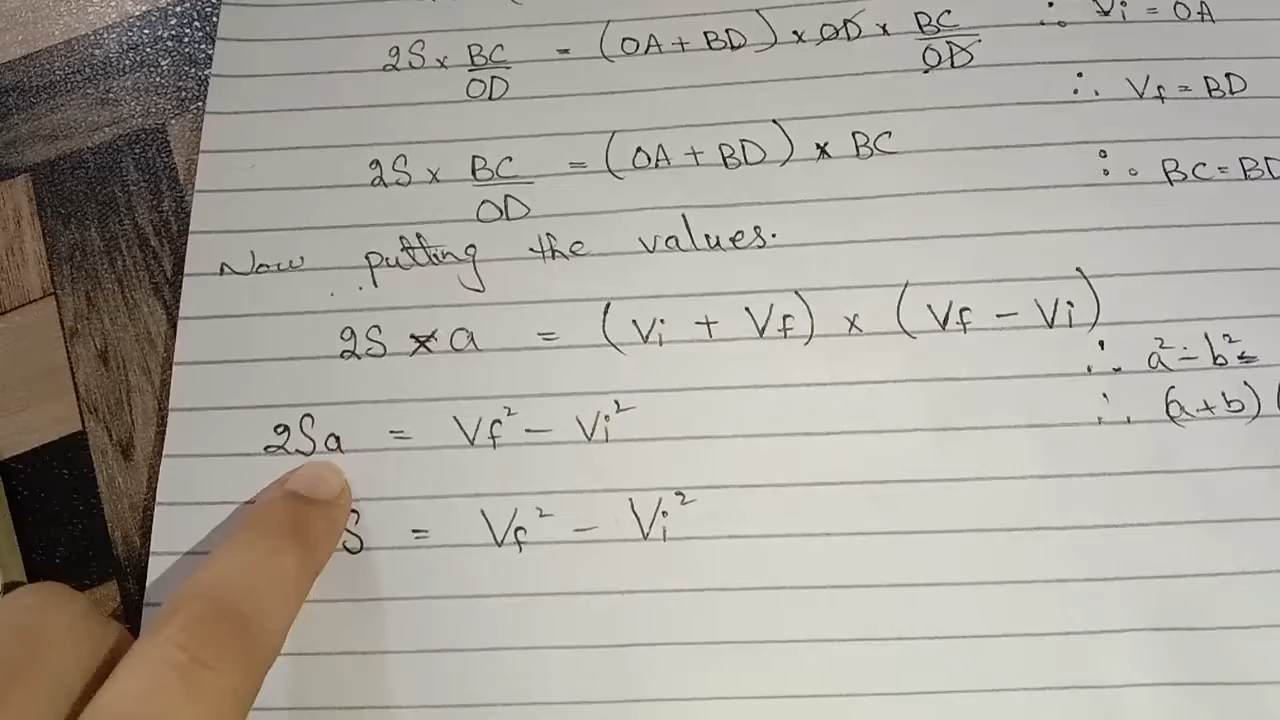 2S × BC/OD = (OA + BD) × OD × BC/OD ∴ Vi = OA
∴ Vf = BD
2S × BC/OD = (OA + BD) × BC
∴ BC = BD
Now putting the values.
2S × a = (Vi + Vf) × (Vf - Vi)
∴ a² - b² =
2Sa = Vf² - Vi²
∴ (a+b) (
S = Vf² - Vi²